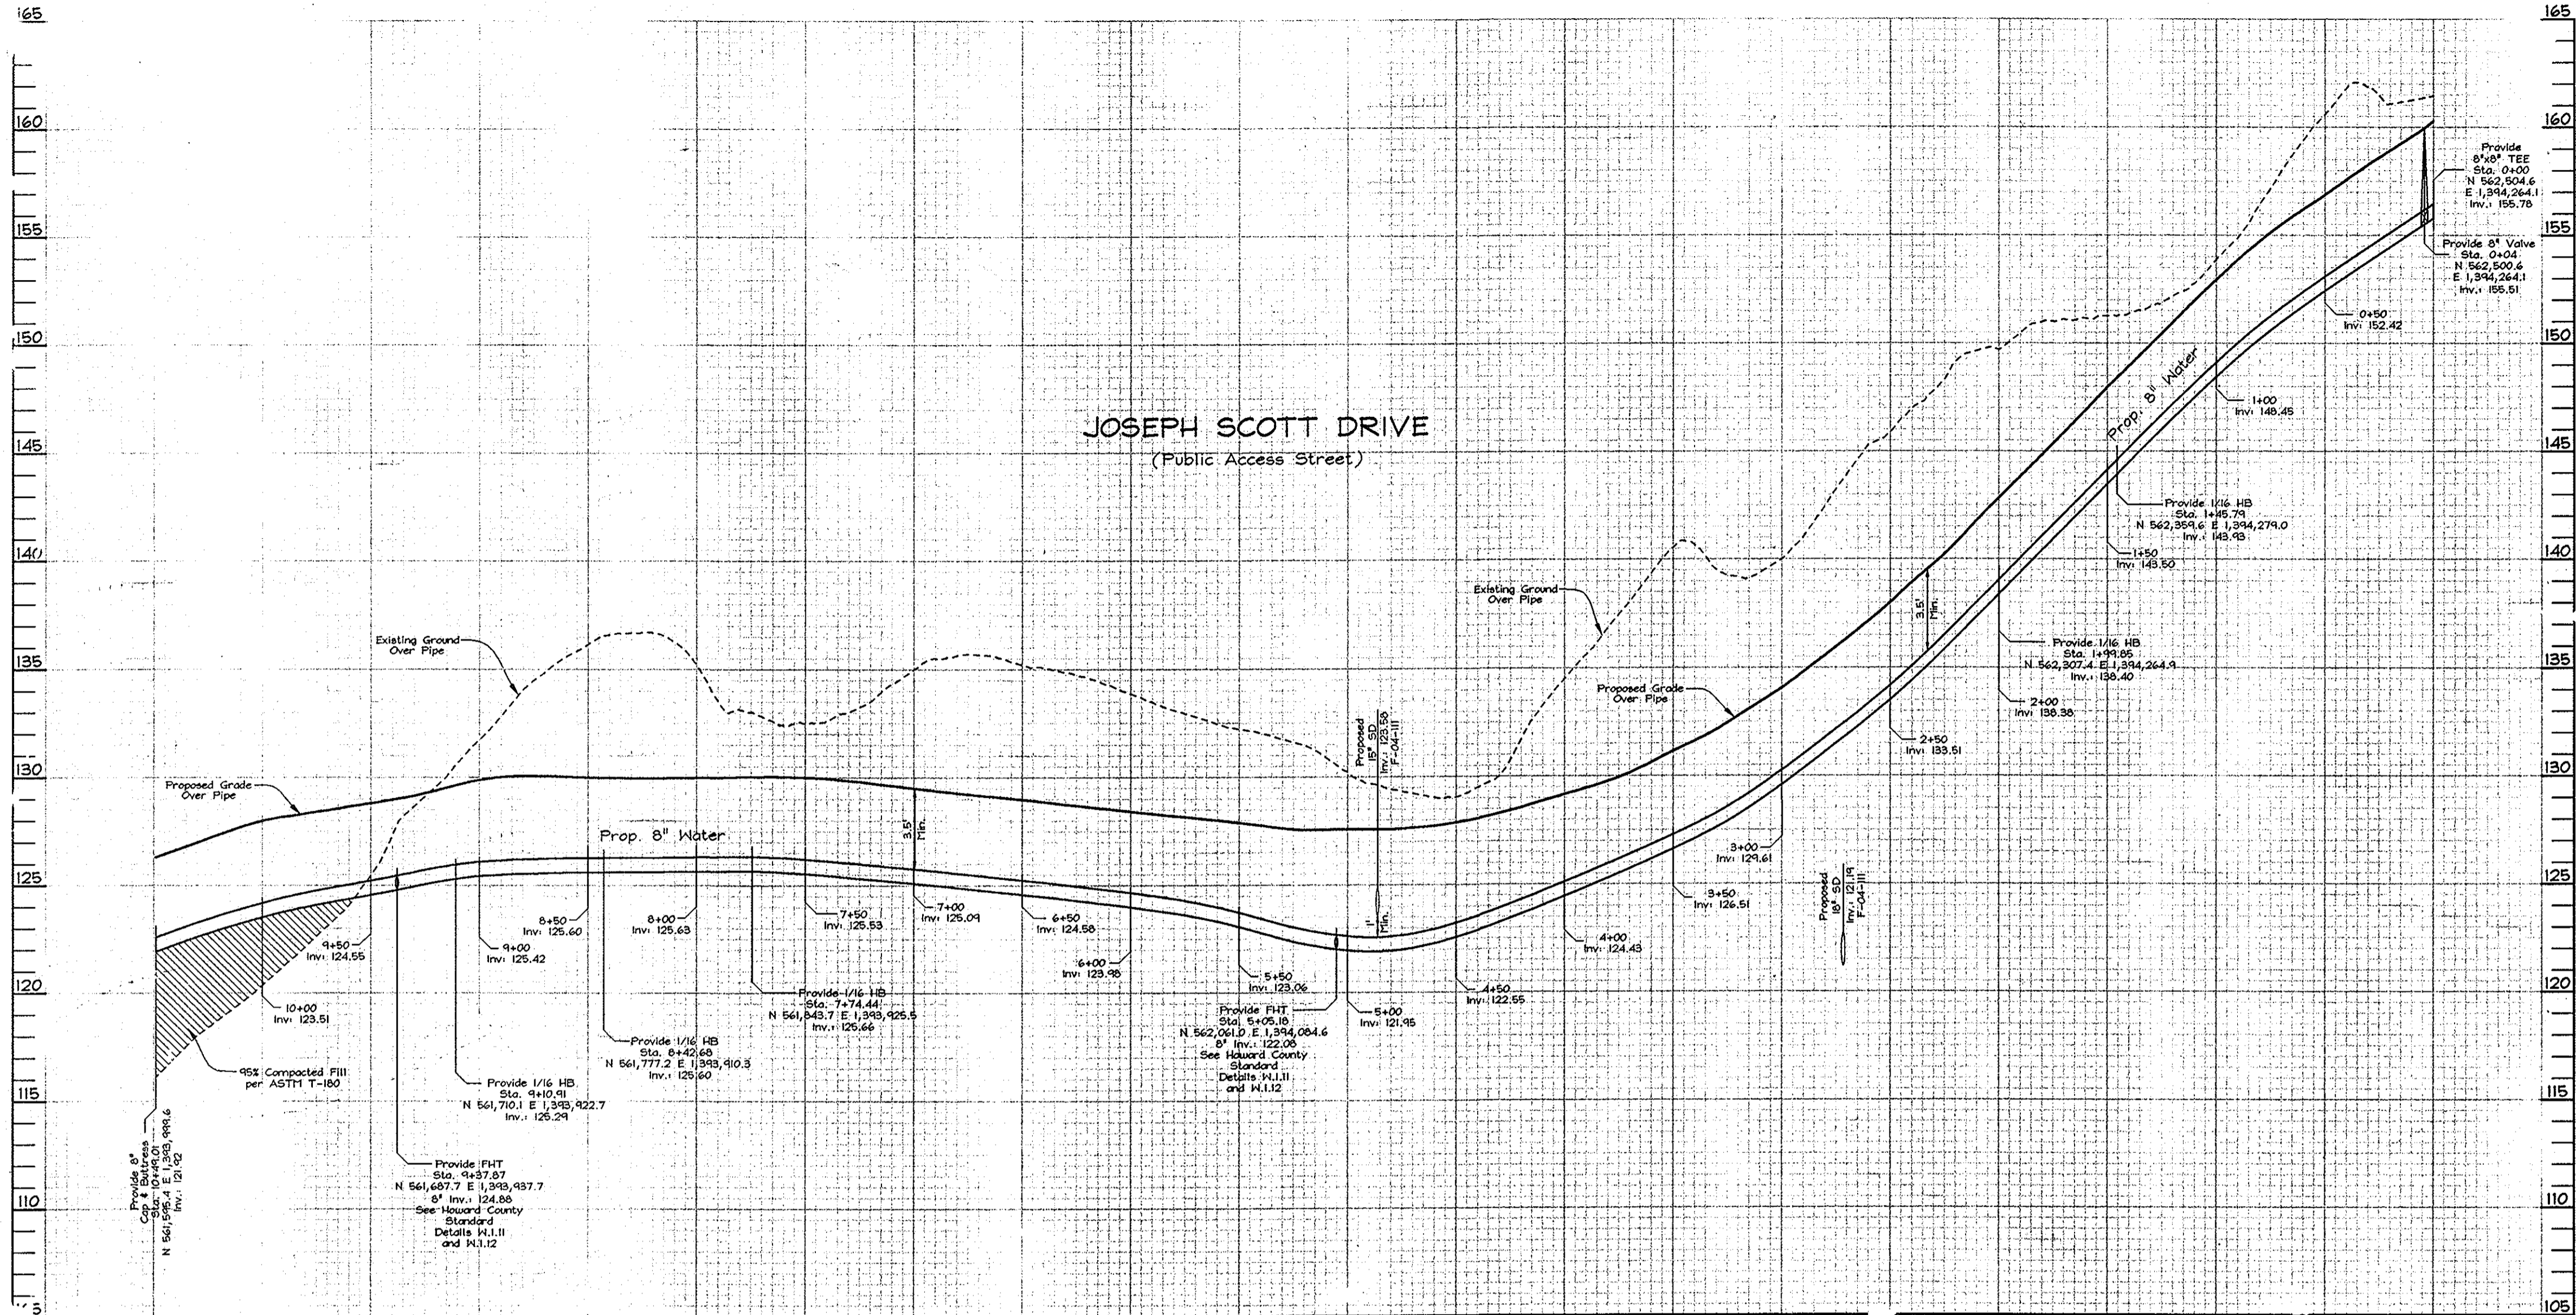 165
160
155
150
145
140
135
130
125
120
115
110
JOSEPH SCOTT DRIVE
(Public Access Street)
Existing Ground
Over Pipe
Proposed Grade
Over Pipe
Prop. 8" Water
3.5'
Min.
95% Compacted Fill
per ASTM T-180
Provide 8"
Cap & Buttress
Sta. 10+49.01
N 561,595.4 E 1,393,999.6
Inv.: 121.92
10+00
Inv: 123.51
9+50
Inv: 124.55
Provide FHT
Sta. 9+37.87
N 561,687.7 E 1,393,937.7
8" Inv.: 124.88
See Howard County
Standard
Details W.1.11
and W.1.12
Provide 1/16 HB
Sta. 9+10.91
N 561,710.1 E 1,393,922.7
Inv.: 125.29
9+00
Inv: 125.42
8+50
Inv: 125.60
Provide 1/16 HB
Sta. 8+42.68
N 561,777.2 E 1,393,910.3
Inv.: 125.60
8+00
Inv: 125.63
Provide 1/16 HB
Sta. 7+74.44
N 561,843.7 E 1,393,925.5
Inv.: 125.66
7+50
Inv: 125.53
7+00
Inv: 125.09
6+50
Inv: 124.58
6+00
Inv: 123.98
5+50
Inv: 123.06
Provide FHT
Sta. 5+05.18
N 562,061.0 E 1,394,084.6
8" Inv.: 122.08
See Howard County
Standard
Details W.1.11
and W.1.12
5+00
Inv: 121.95
Proposed
15" SD
Inv.: 123.58
F-04-111
1'
Min.
4+50
Inv: 122.55
4+00
Inv: 124.43
Existing Ground
Over Pipe
Proposed Grade
Over Pipe
3+50
Inv: 126.51
3+00
Inv: 129.61
Proposed
18" SD
Inv.: 121.19
F-04-111
3.5'
Min.
2+50
Inv: 133.51
Provide 1/16 HB
Sta. 1+99.85
N 562,307.4 E 1,394,264.9
Inv.: 138.40
2+00
Inv: 138.38
Prop. 8" Water
Provide 1/16 HB
Sta. 1+45.79
N 562,359.6 E 1,394,279.0
Inv.: 143.93
1+50
Inv: 143.50
1+00
Inv: 148.45
0+50
Inv: 152.42
Provide
8"x8" TEE
Sta. 0+00
N 562,504.6
E 1,394,264.1
Inv.: 155.78
Provide 8" Valve
Sta. 0+04
N 562,500.6
E 1,394,264.1
Inv.: 155.51
165
160
155
150
145
140
135
130
125
120
115
110
105